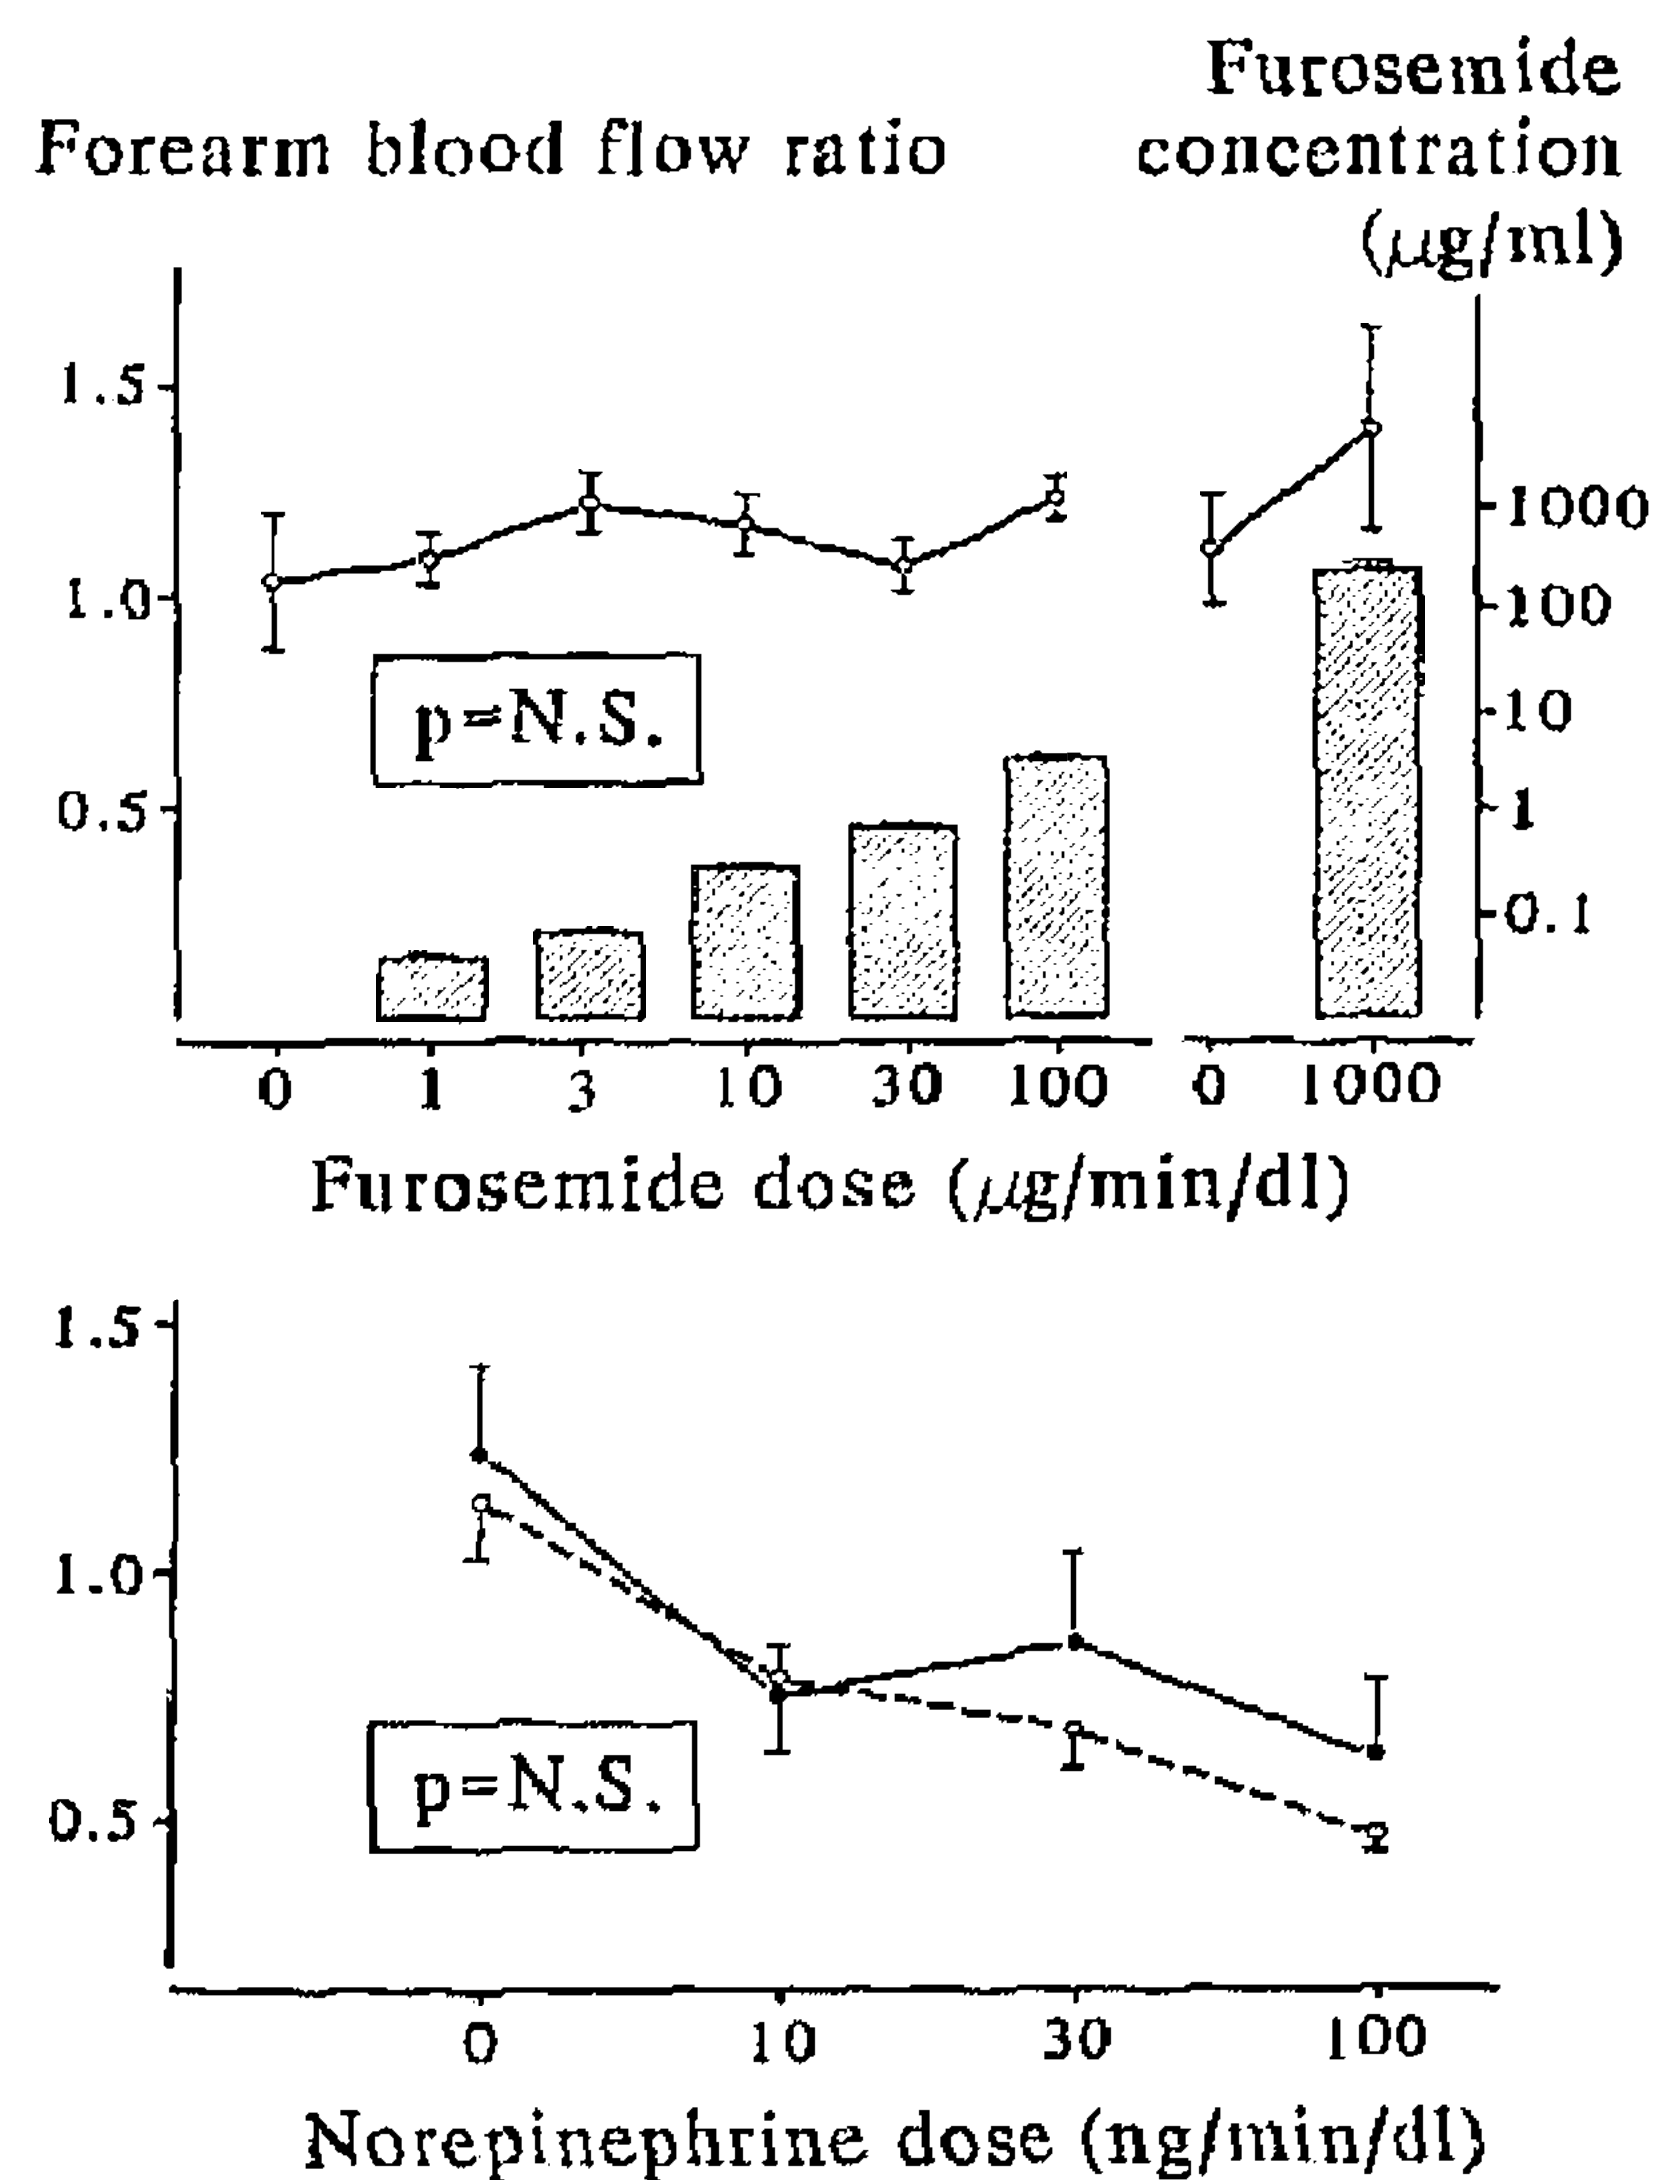 Furosemide
Forearm blood flow ratio concentration
(μg/ml)
1.5
1.0
0.5
1000
100
10
1
0.1
p=N.S.
0 1 3 10 30 100 0 1000
Furosemide dose (μg/min/dl)
1.5
1.0
0.5
p=N.S.
0 10 30 100
Norepinephrine dose (ng/min/dl)